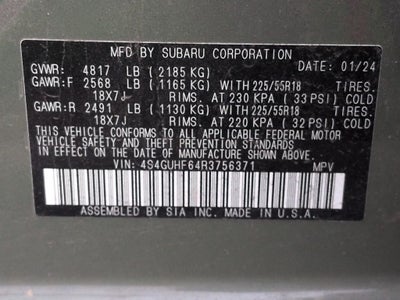 MFD BY SUBARU CORPORATION
GVWR: 4817 LB (2185 KG) DATE: 01/24
GAWR:F 2568 LB (1165 KG) WITH 225/55R18 TIRES.
18X7J RIMS. AT 230 KPA (33 PSI) COLD
GAWR:R 2491 LB (1130 KG) WITH 225/55R18 TIRES.
18X7J RIMS. AT 220 KPA (32 PSI) COLD
THIS VEHICLE CONFORMS TO ALL APPLICABLE FEDERAL MOTOR
VEHICLE SAFETY, BUMPER AND THEFT PREVENTION
STANDARDS IN EFFECT ON THE DATE OF MANUFACTURE SHOWN ABOVE.
VIN: 4S4GUHF64R3756371 MPV
ASSEMBLED BY SIA INC. MADE IN U.S.A.